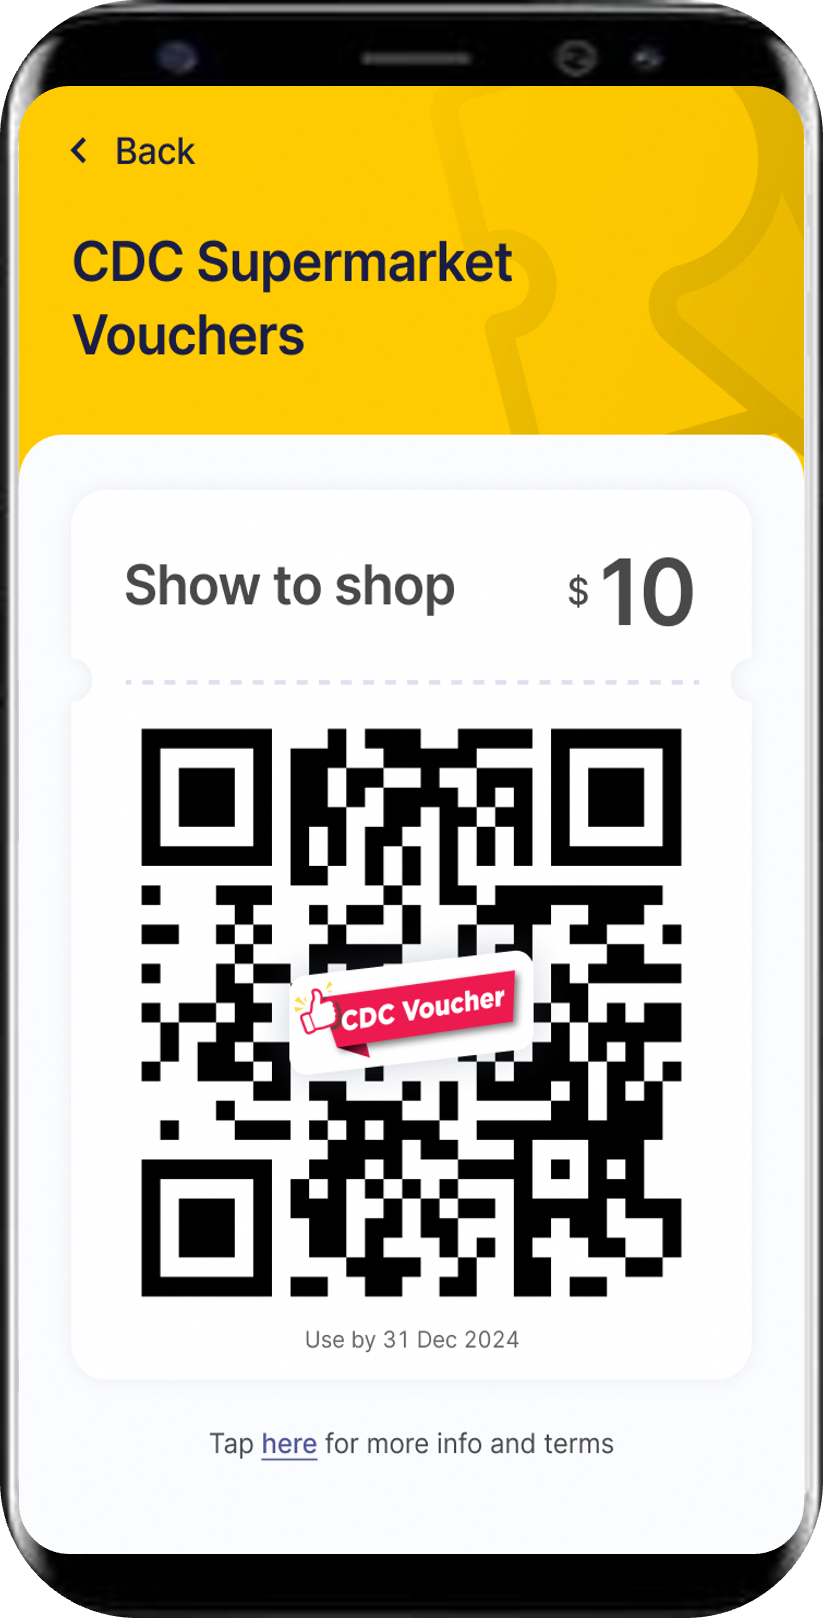 Back
CDC Supermarket
Vouchers
Show to shop
$ 10
CDC Voucher
Use by 31 Dec 2024
Tap here for more info and terms